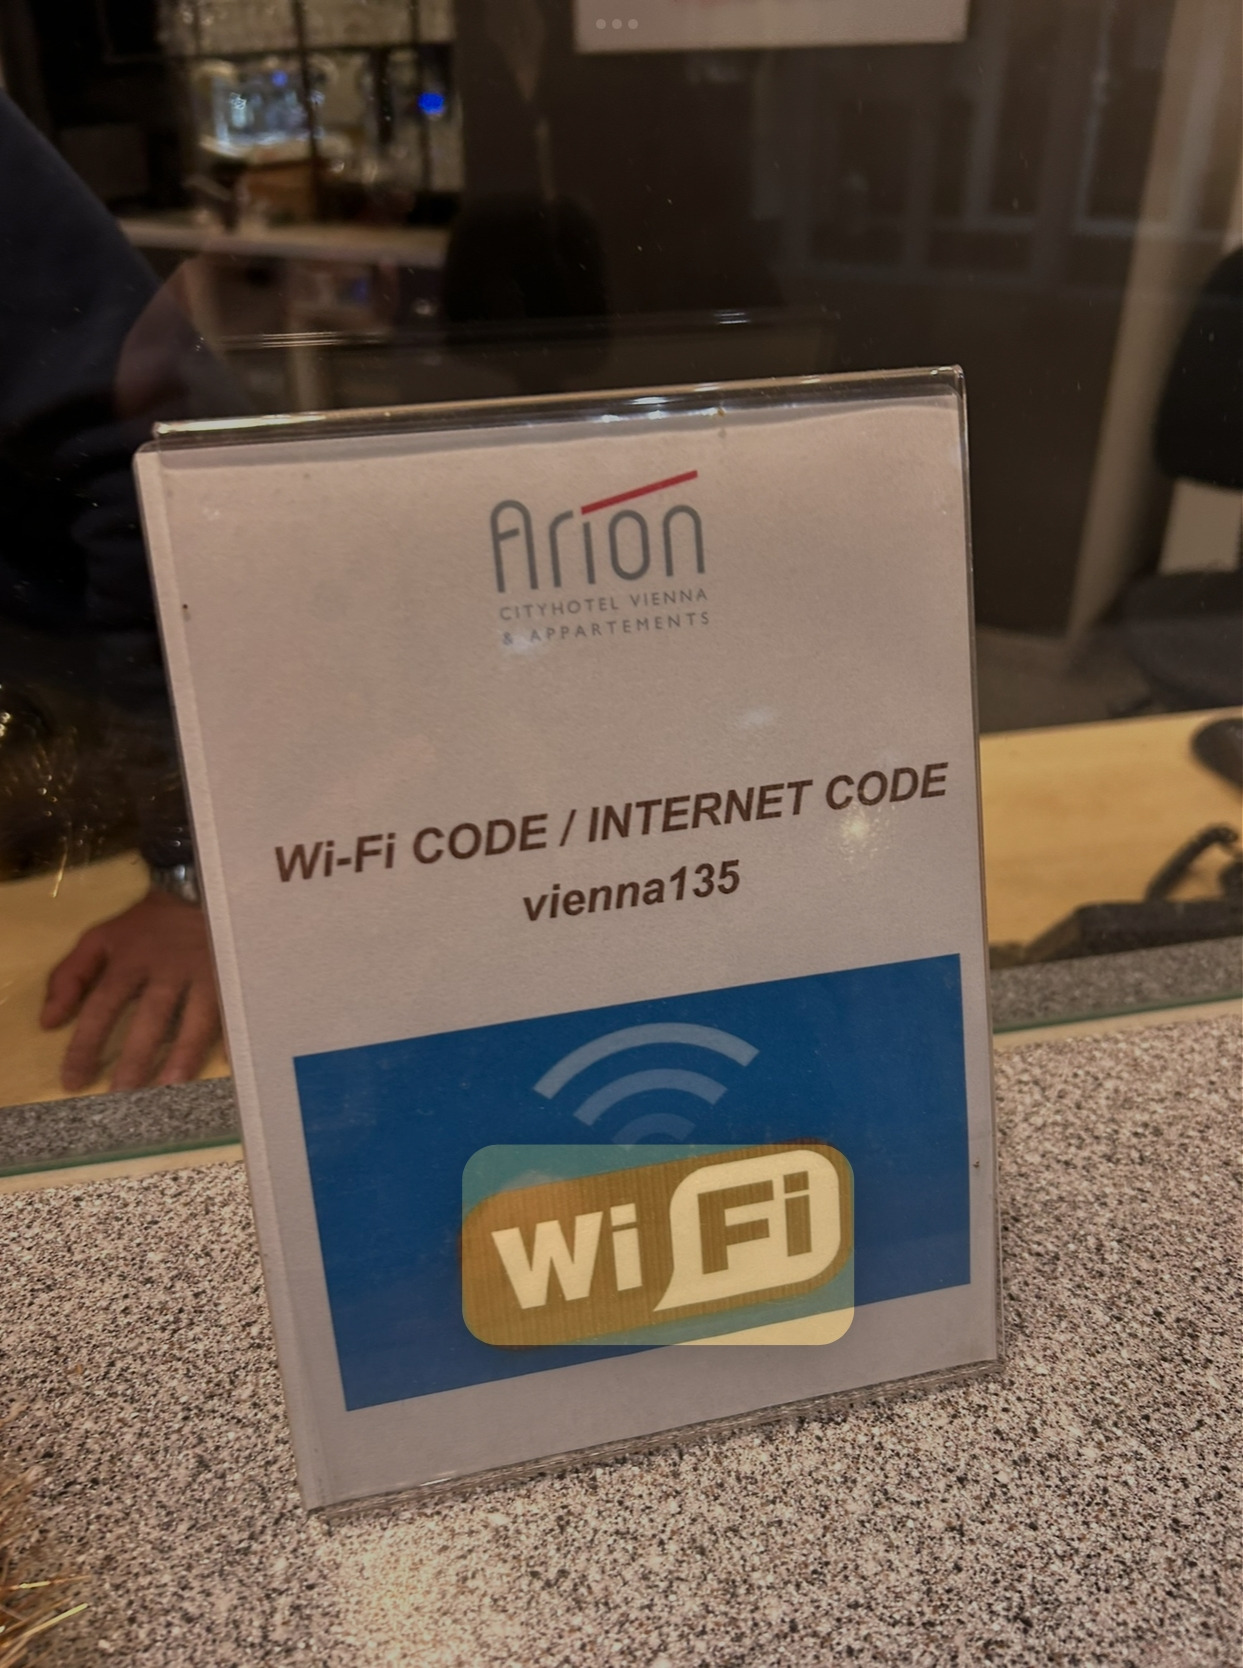 Arion
CITYHOTEL VIENNA
& APPARTEMENTS
Wi-Fi CODE / INTERNET CODE
vienna135
Wi Fi